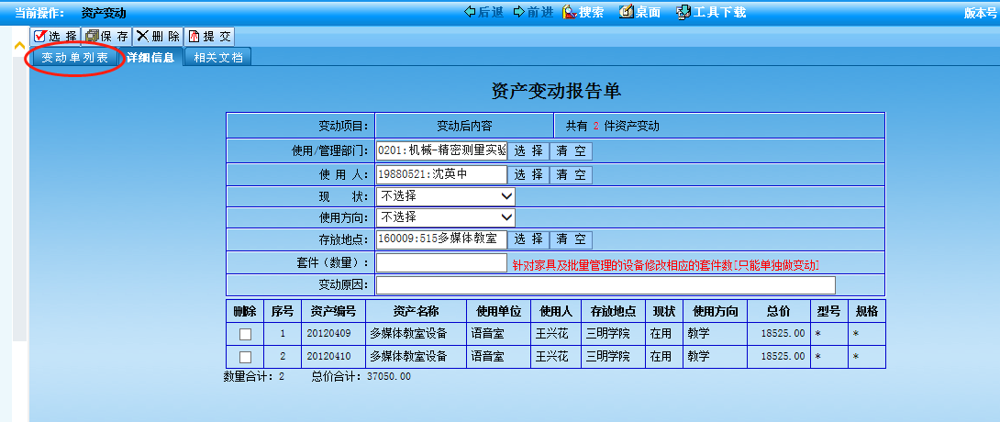 当前操作： 资产变动 后退 前进 搜索 桌面 工具下载 版本号
选 择 保 存 删 除 提 交
变动单列表 详细信息 相关文档
资产变动报告单
变动项目： 变动后内容 共有 2 件资产变动
使用/管理部门： 0201:机械-精密测量实验 选 择 清 空
使 用 人： 19880521:沈英中 选 择 清 空
现 状： 不选择
使用方向： 不选择
存放地点： 160009:515多媒体教室 选 择 清 空
套件（数量）： 针对家具及批量管理的设备修改相应的套件数[只能单独做变动]
变动原因：
删除 序号 资产编号 资产名称 使用单位 使用人 存放地点 现状 使用方向 总价 型号 规格
1 20120409 多媒体教室设备 语音室 王兴花 三明学院 在用 教学 18525.00 * *
2 20120410 多媒体教室设备 语音室 王兴花 三明学院 在用 教学 18525.00 * *
数量合计：2 总价合计：37050.00